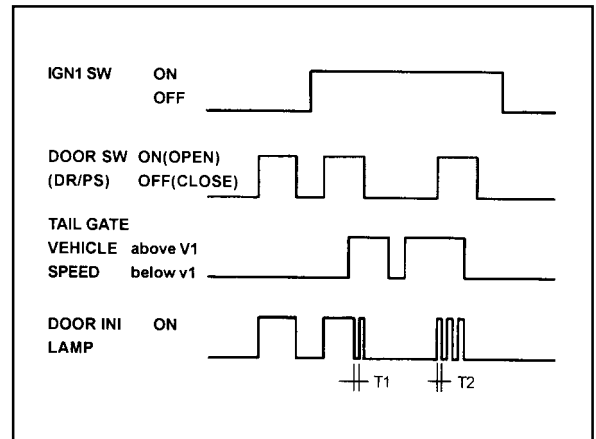 IGN1 SW ON
OFF
DOOR SW ON(OPEN)
(DR/PS) OFF(CLOSE)
TAIL GATE
VEHICLE above V1
SPEED below v1
DOOR INI ON
LAMP
T1 T2